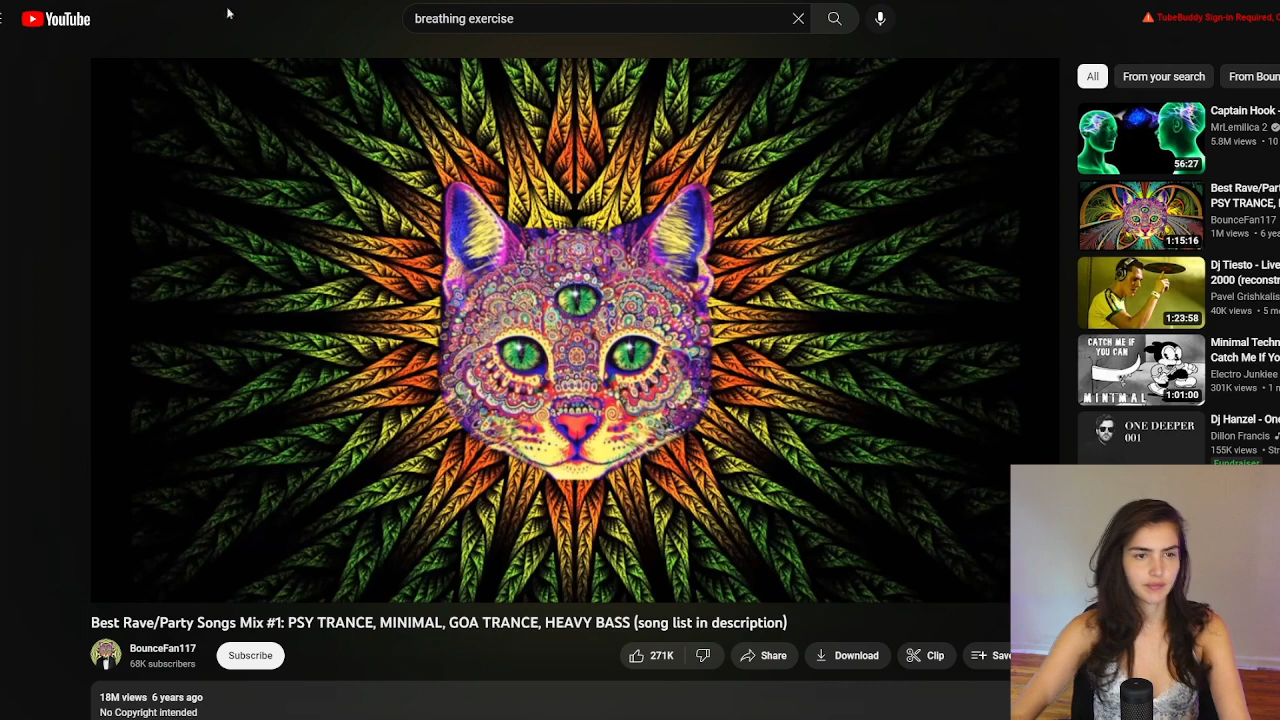 YouTube
breathing exercise
TubeBuddy Sign-in Required, C
All
From your search
From Boun
Captain Hook -
MrLemilica 2
5.8M views • 10
56:27
Best Rave/Party
PSY TRANCE, M
BounceFan117
1M views • 6 yea
1:15:16
Dj Tiesto - Live
2000 (reconstr
Pavel Grishkalis
40K views • 5 mo
1:23:58
CATCH ME IF
YOU CAN
MINIMAL
1:01:00
Minimal Techn
Catch Me If Yo
Electro Junkiee
301K views • 1 m
ONE DEEPER
001
Dj Hanzel - One
Dillon Francis
155K views • Str
Fundraiser
Best Rave/Party Songs Mix #1: PSY TRANCE, MINIMAL, GOA TRANCE, HEAVY BASS (song list in description)
BounceFan117
68K subscribers
Subscribe
271K
Share
Download
Clip
Save
18M views 6 years ago
No Copyright intended